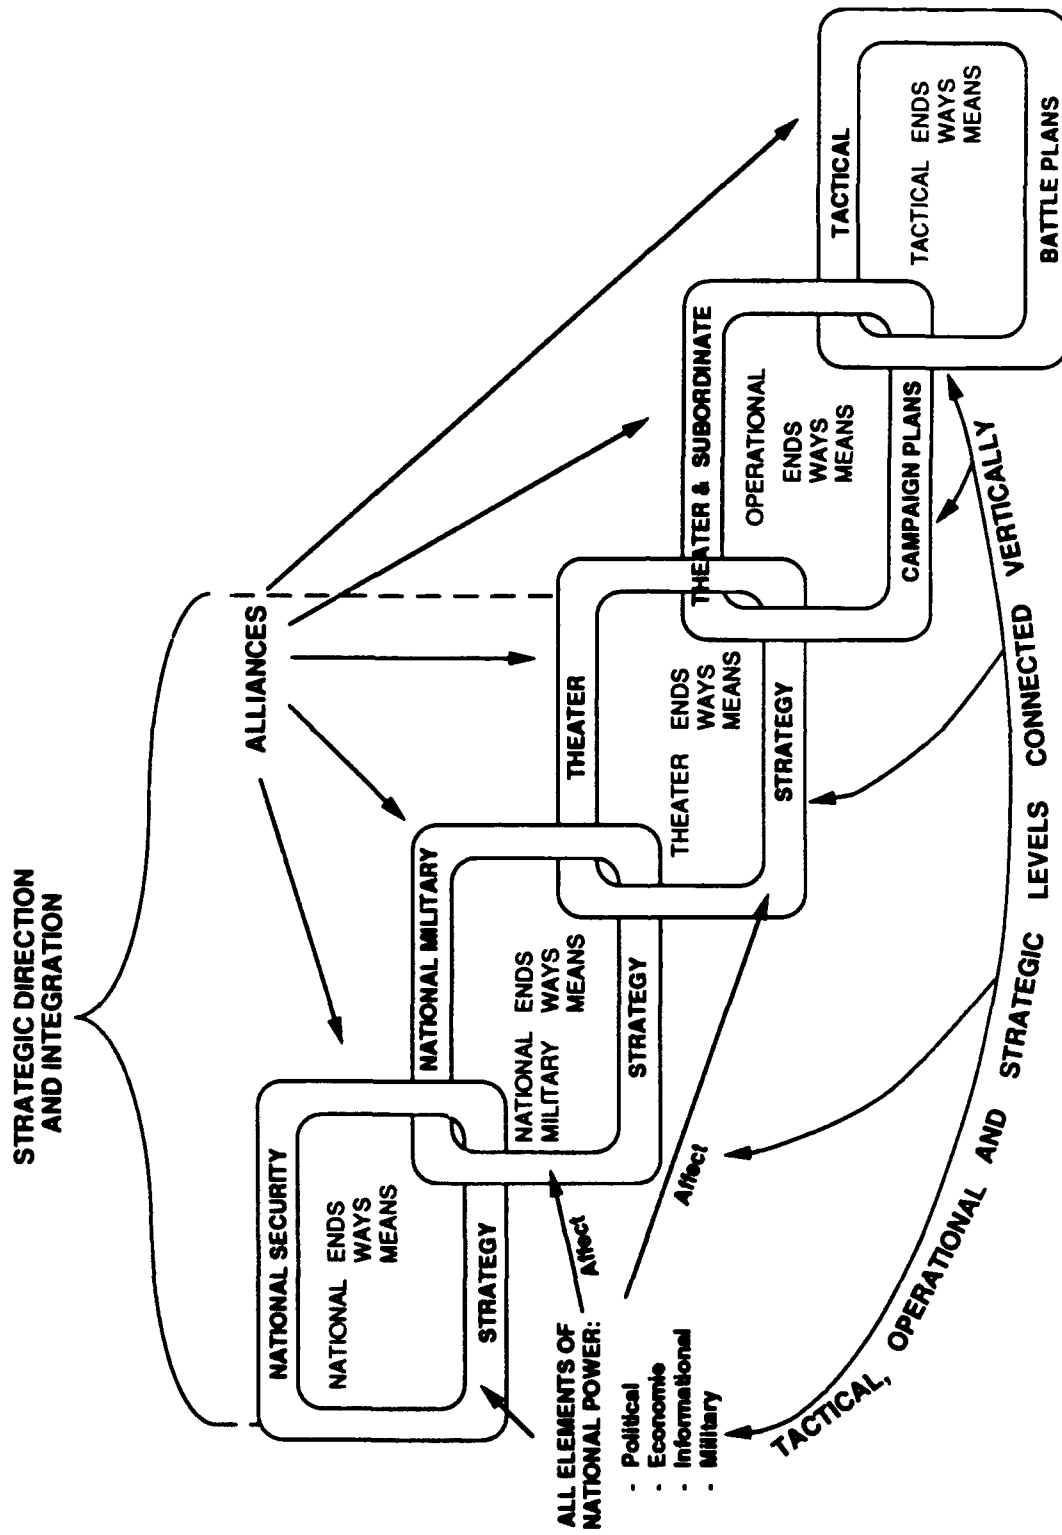 STRATEGIC DIRECTION
AND INTEGRATION
ALLIANCES
NATIONAL SECURITY
NATIONAL ENDS
WAYS
MEANS
STRATEGY
NATIONAL MILITARY
NATIONAL ENDS
MILITARY WAYS
MEANS
STRATEGY
THEATER
THEATER ENDS
WAYS
MEANS
STRATEGY
THEATER & SUBORDINATE
OPERATIONAL
ENDS
WAYS
MEANS
CAMPAIGN PLANS
TACTICAL
TACTICAL ENDS
WAYS
MEANS
BATTLE PLANS
ALL ELEMENTS OF
NATIONAL POWER:
- Political
- Economic
- Informational
- Military
Affect
Affect
TACTICAL, OPERATIONAL AND STRATEGIC LEVELS CONNECTED VERTICALLY